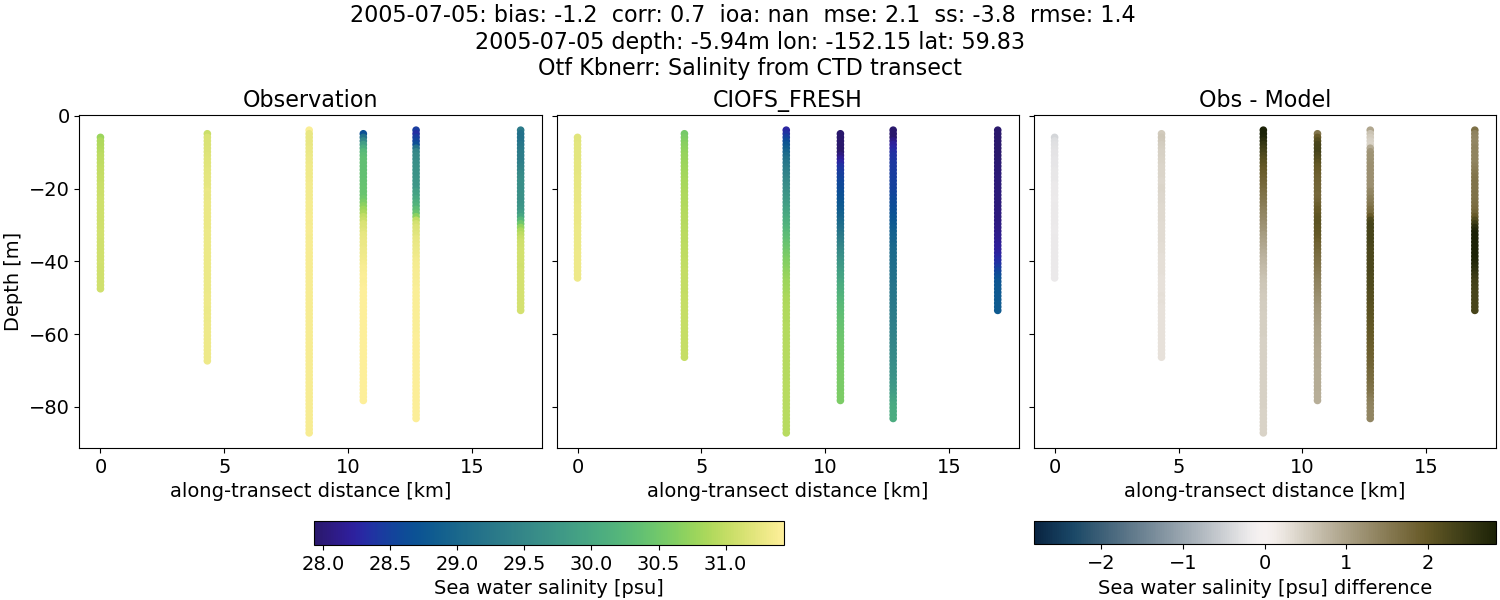 2005-07-05: bias: -1.2  corr: 0.7  ioa: nan  mse: 2.1  ss: -3.8  rmse: 1.4
2005-07-05 depth: -5.94m lon: -152.15 lat: 59.83
Otf Kbnerr: Salinity from CTD transect
Observation
CIOFS_FRESH
Obs - Model
0
−20
−40
−60
−80
Depth [m]
0 5 10 15
0 5 10 15
0 5 10 15
along-transect distance [km]
along-transect distance [km]
along-transect distance [km]
28.0 28.5 29.0 29.5 30.0 30.5 31.0
Sea water salinity [psu]
−2 −1 0 1 2
Sea water salinity [psu] difference